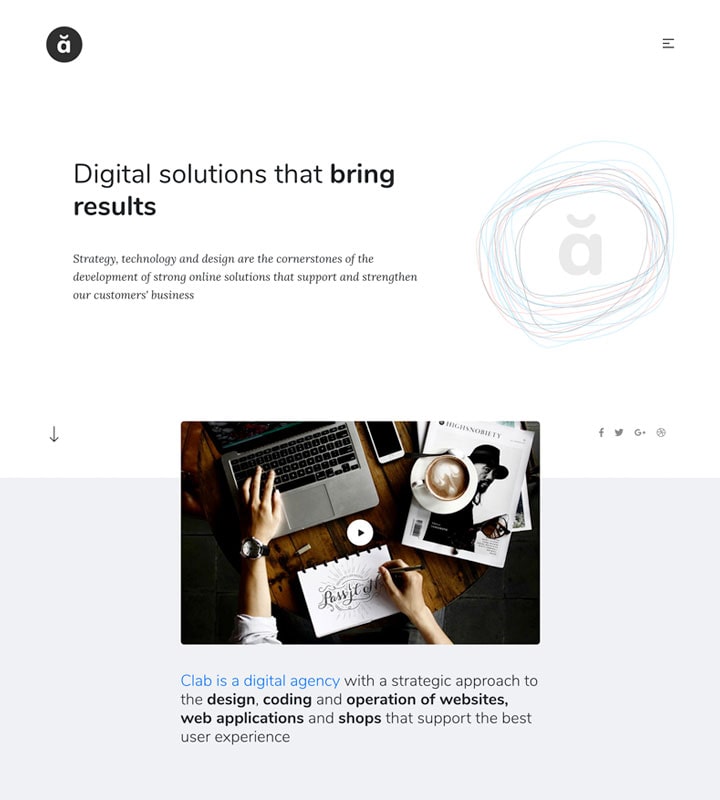 ă
Digital solutions that bring
results
Strategy, technology and design are the cornerstones of the
development of strong online solutions that support and strengthen
our customers' business
ă
HIGHSNOBIETY
Clab is a digital agency with a strategic approach to
the design, coding and operation of websites,
web applications and shops that support the best
user experience